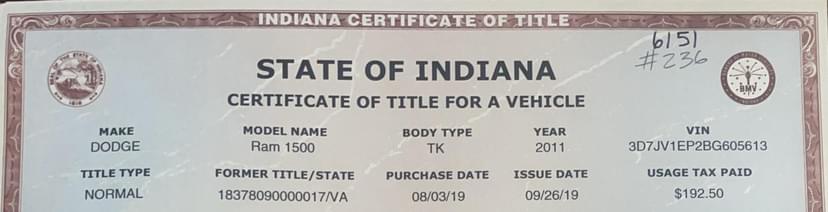 INDIANA CERTIFICATE OF TITLE
6151
#236
STATE OF INDIANA
CERTIFICATE OF TITLE FOR A VEHICLE
BMV
MAKE MODEL NAME BODY TYPE YEAR VIN
DODGE Ram 1500 TK 2011 3D7JV1EP2BG605613
TITLE TYPE FORMER TITLE/STATE PURCHASE DATE ISSUE DATE USAGE TAX PAID
NORMAL 18378090000017/VA 08/03/19 09/26/19 $192.50